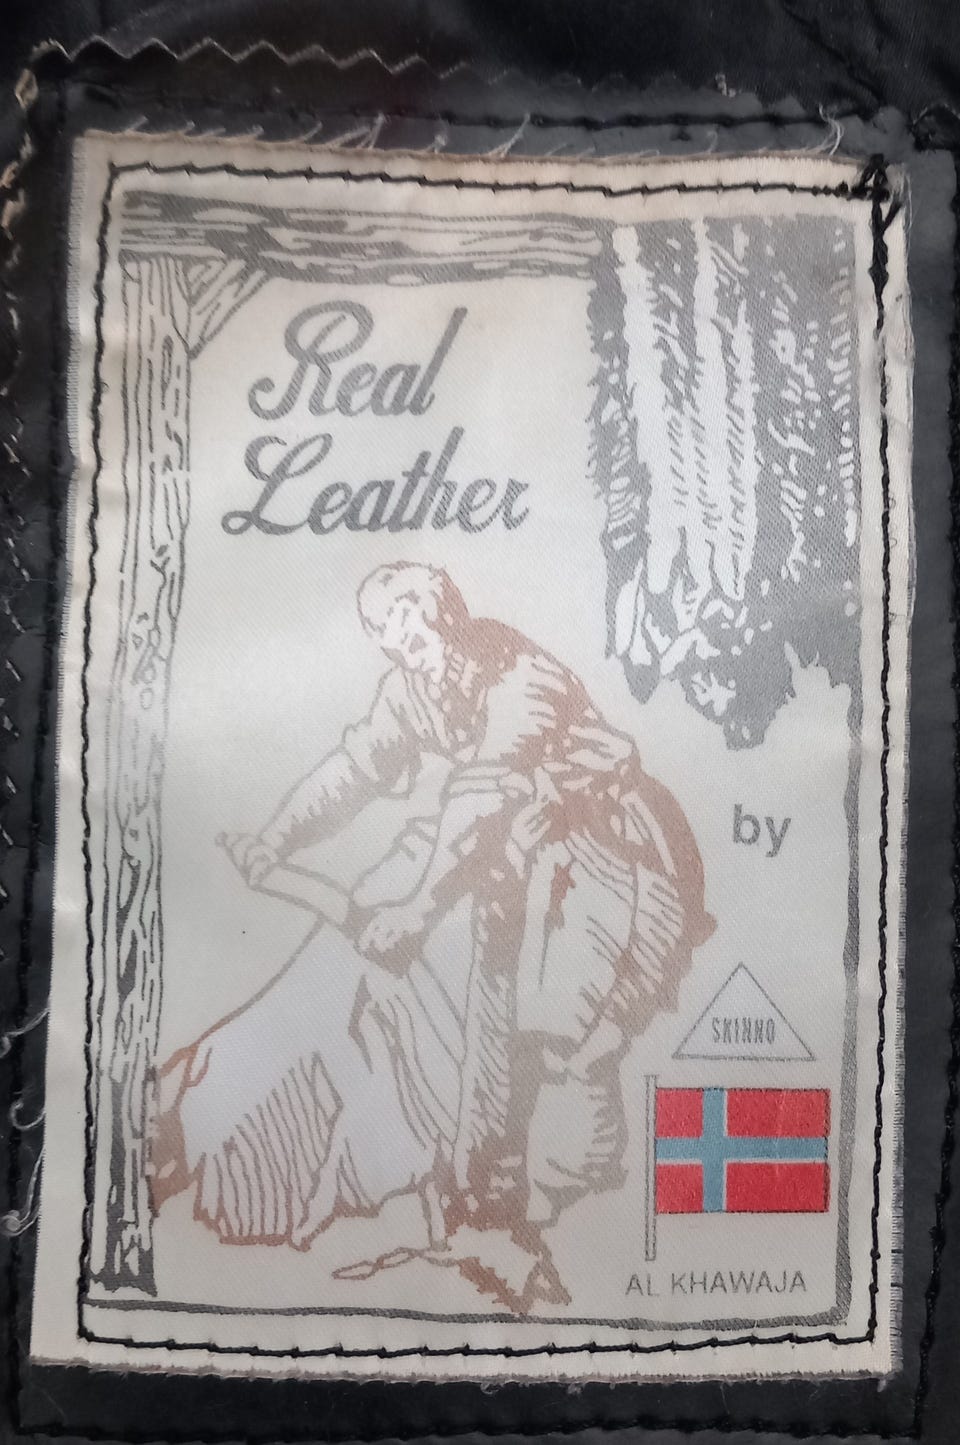 Real
Leather
by
SKINNO
AL KHAWAJA